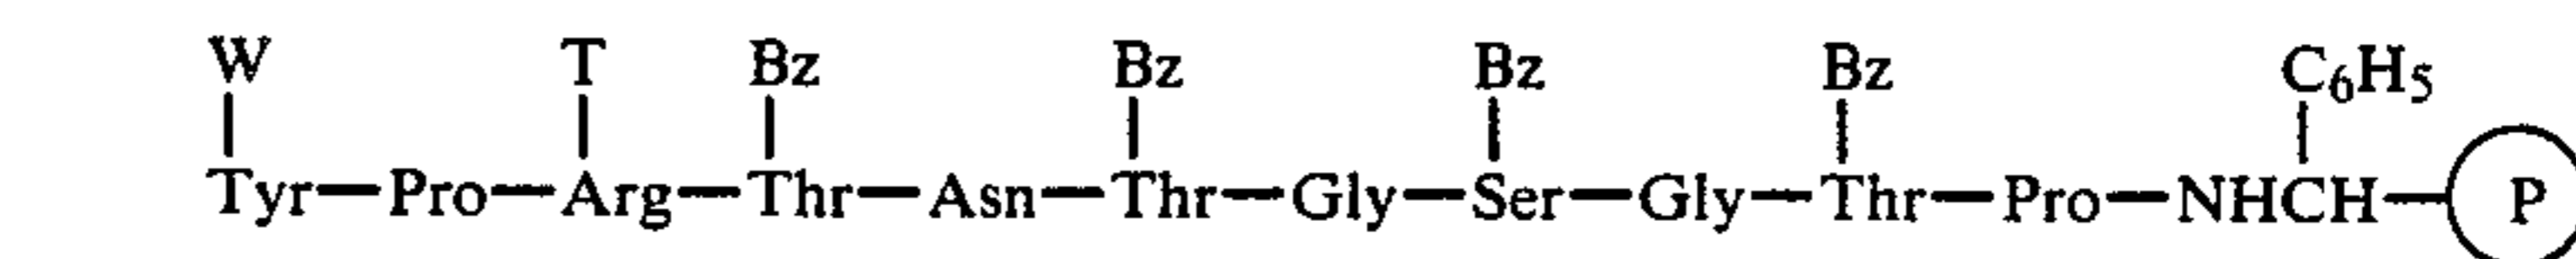 W T Bz Bz Bz Bz C₆H₅
Tyr—Pro—Arg—Thr—Asn—Thr—Gly—Ser—Gly—Thr—Pro—NHCH—P